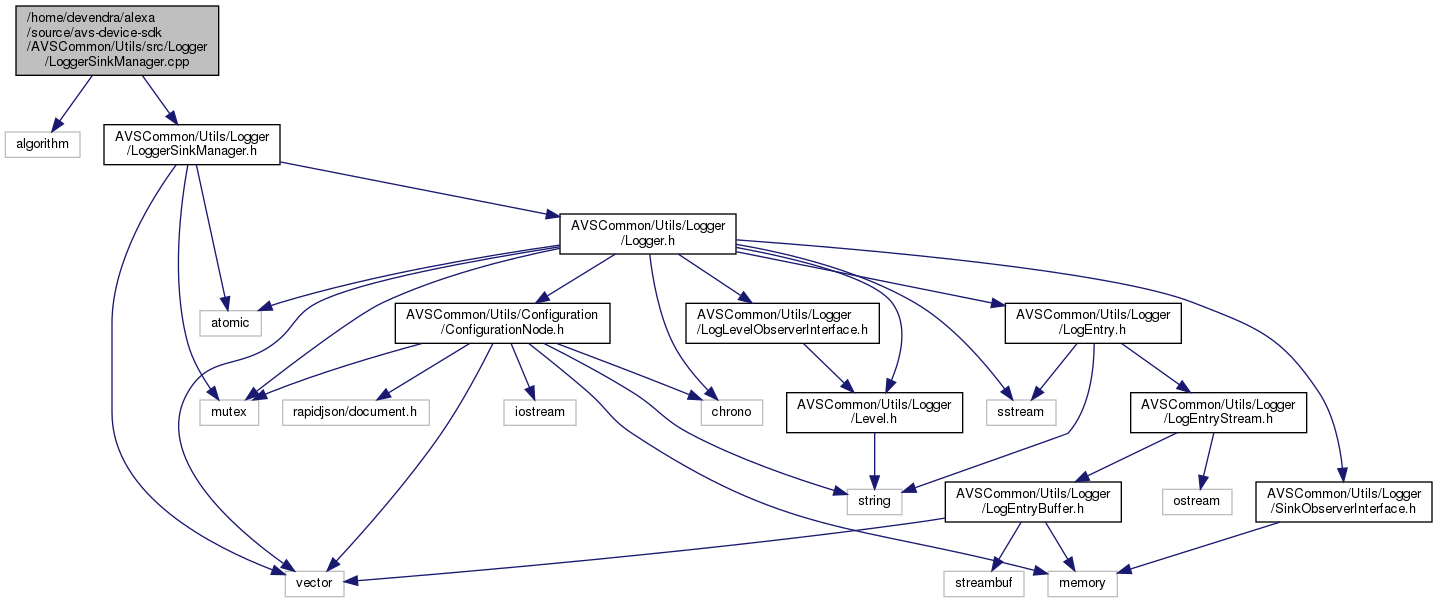 /home/devendra/alexa
/source/avs-device-sdk
/AVSCommon/Utils/src/Logger
/LoggerSinkManager.cpp
algorithm
AVSCommon/Utils/Logger
/LoggerSinkManager.h
AVSCommon/Utils/Logger
/Logger.h
atomic
AVSCommon/Utils/Configuration
/ConfigurationNode.h
AVSCommon/Utils/Logger
/LogLevelObserverInterface.h
AVSCommon/Utils/Logger
/LogEntry.h
mutex
rapidjson/document.h
iostream
chrono
AVSCommon/Utils/Logger
/Level.h
sstream
AVSCommon/Utils/Logger
/LogEntryStream.h
string
AVSCommon/Utils/Logger
/LogEntryBuffer.h
ostream
AVSCommon/Utils/Logger
/SinkObserverInterface.h
vector
streambuf
memory